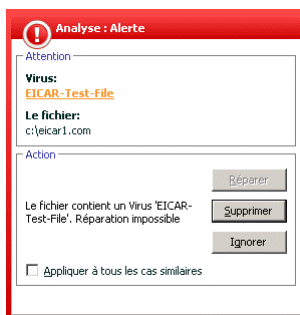 Analyse : Alerte
Attention
Virus:
EICAR-Test-File
Le fichier:
c:\eicar1.com
Action
Réparer
Le fichier contient un Virus 'EICAR-
Test-File'. Réparation impossible
Supprimer
Ignorer
Appliquer à tous les cas similaires